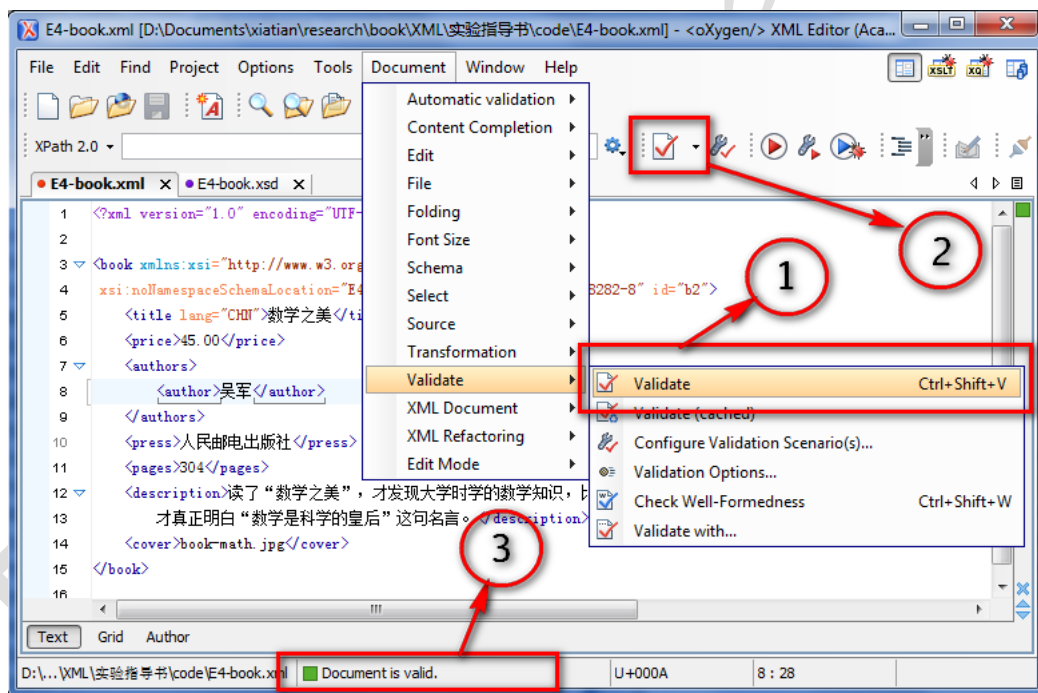 E4-book.xml [D:\Documents\xiatian\research\book\XML\实验指导书\code\E4-book.xml] - <oXygen/> XML Editor (Aca...
File Edit Find Project Options Tools Document Window Help
XSLT XQ
Automatic validation
Content Completion
XPath 2.0
Edit
E4-book.xml E4-book.xsd
File
1 <?xml version="1.0" encoding="UTF-
Folding
2
Font Size
2
3 <book xmlns:xsi="http://www.w3.org
Schema
1
4 xsi:noNamespaceSchemaLocation="E4
Select
8282-8" id="b2">
5 <title lang="CHN">数学之美</ti
Source
6 <price>45.00</price>
Transformation
7 <authors>
Validate
Validate Ctrl+Shift+V
8 <author>吴军</author>
XML Document
Validate (cached)
9 </authors>
XML Refactoring
Configure Validation Scenario(s)...
10 <press>人民邮电出版社</press>
Edit Mode
Validation Options...
11 <pages>304</pages>
12 <description>读了“数学之美”，才发现大学时学的数学知识，比
Check Well-Formedness Ctrl+Shift+W
13 才真正明白“数学是科学的皇后”这句名言。</description>
Validate with...
14 <cover>book-math.jpg</cover>
3
15 </book>
16
Text Grid Author
D:\...\XML\实验指导书\code\E4-book.xml Document is valid. U+000A 8 : 28